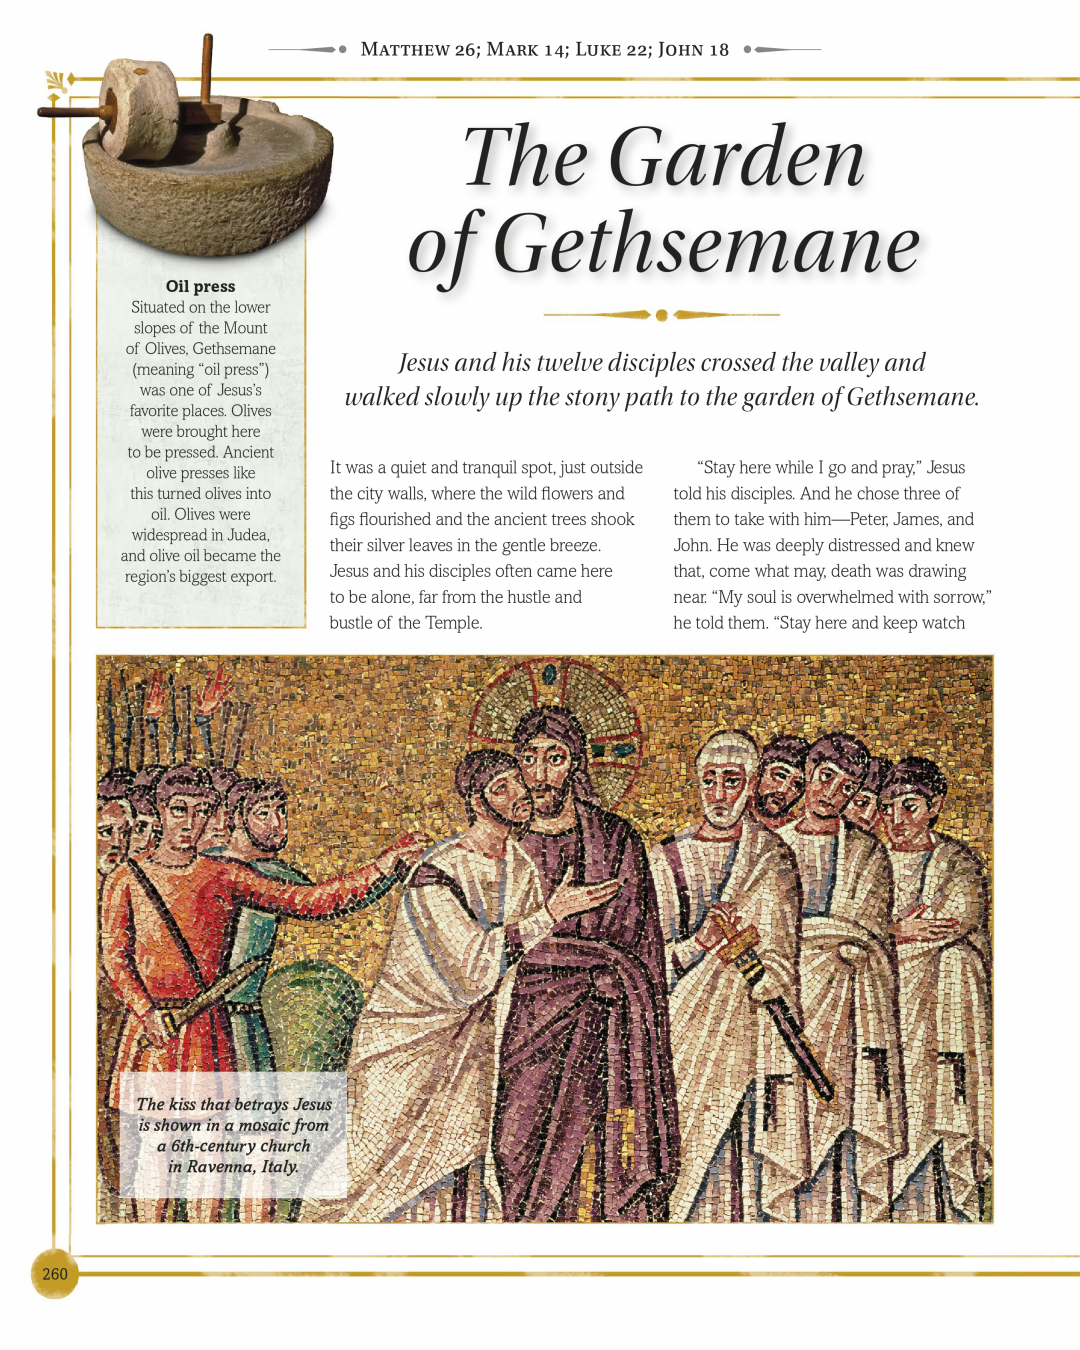 Matthew 26; Mark 14; Luke 22; John 18
The Garden
of Gethsemane
Jesus and his twelve disciples crossed the valley and
walked slowly up the stony path to the garden of Gethsemane.
Oil press
Situated on the lower
slopes of the Mount
of Olives, Gethsemane
(meaning “oil press”)
was one of Jesus’s
favorite places. Olives
were brought here
to be pressed. Ancient
olive presses like
this turned olives into
oil. Olives were
widespread in Judea,
and olive oil became the
region’s biggest export.
It was a quiet and tranquil spot, just outside
the city walls, where the wild flowers and
figs flourished and the ancient trees shook
their silver leaves in the gentle breeze.
Jesus and his disciples often came here
to be alone, far from the hustle and
bustle of the Temple.
“Stay here while I go and pray,” Jesus
told his disciples. And he chose three of
them to take with him—Peter, James, and
John. He was deeply distressed and knew
that, come what may, death was drawing
near. “My soul is overwhelmed with sorrow,”
he told them. “Stay here and keep watch
The kiss that betrays Jesus
is shown in a mosaic from
a 6th-century church
in Ravenna, Italy.
260